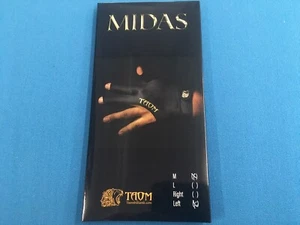 MIDAS
TAOM
TAOM
M
L ( )
Right ( )
Left